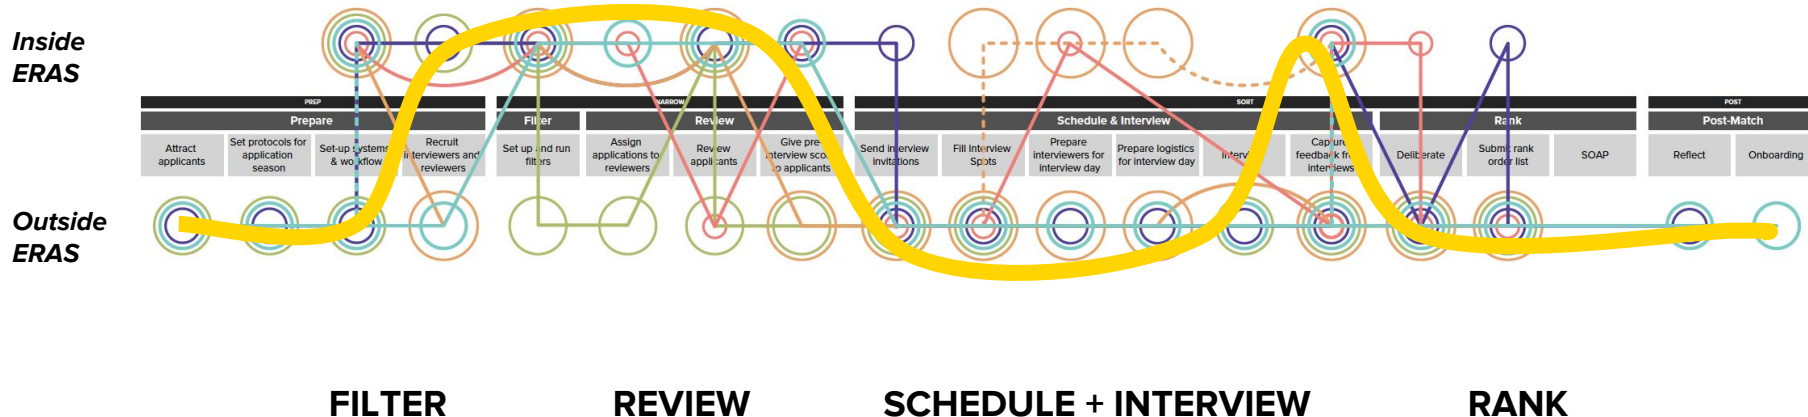 Inside
ERAS
PREP
NARROW
SORT
POST
Prepare
Filter
Review
Schedule & Interview
Rank
Post-Match
Attract
applicants
Set protocols for
application
season
Set-up systems
& workflow
Recruit
interviewers and
reviewers
Set up and run
filters
Assign
applications to
reviewers
Review
applicants
Give pre-
interview scores
to applicants
Send interview
invitations
Fill Interview
Spots
Prepare
interviewers for
interview day
Prepare logistics
for interview day
Interview
Capture
feedback from
interviews
Deliberate
Submit rank
order list
SOAP
Reflect
Onboarding
Outside
ERAS
FILTER
REVIEW
SCHEDULE + INTERVIEW
RANK